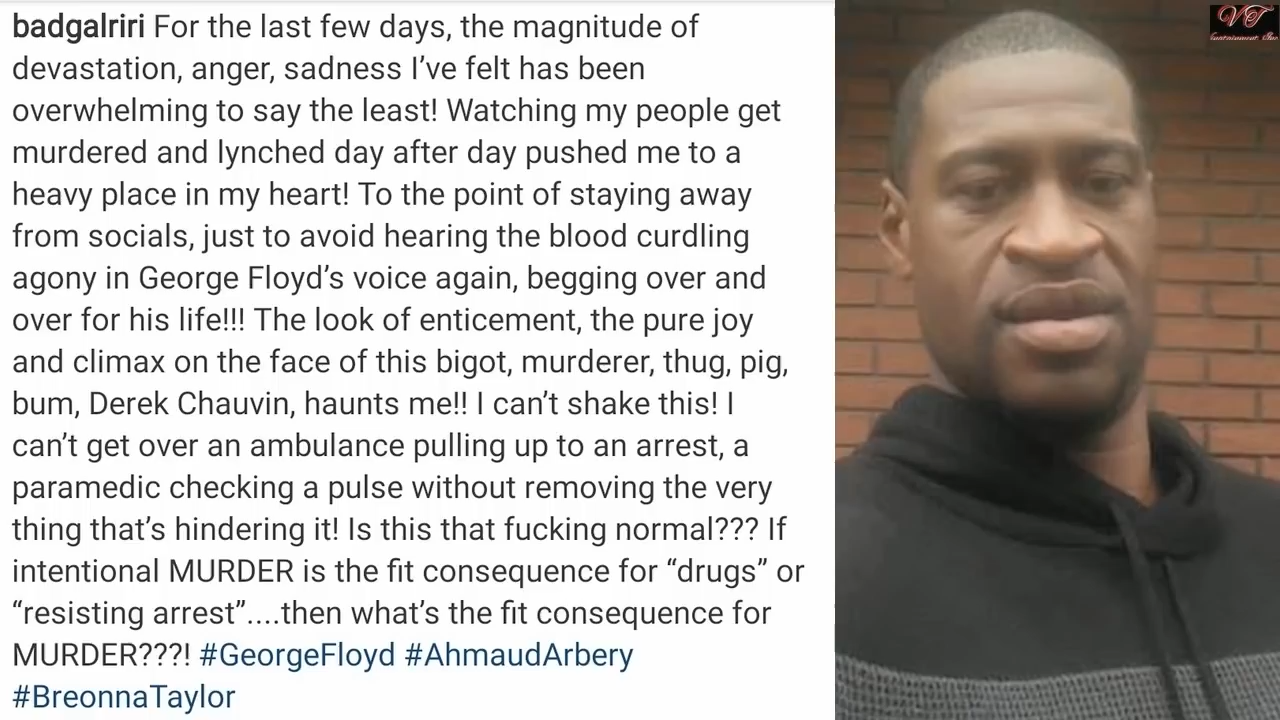 badgalriri For the last few days, the magnitude of
devastation, anger, sadness I’ve felt has been
overwhelming to say the least! Watching my people get
murdered and lynched day after day pushed me to a
heavy place in my heart! To the point of staying away
from socials, just to avoid hearing the blood curdling
agony in George Floyd’s voice again, begging over and
over for his life!!! The look of enticement, the pure joy
and climax on the face of this bigot, murderer, thug, pig,
bum, Derek Chauvin, haunts me!! I can’t shake this! I
can’t get over an ambulance pulling up to an arrest, a
paramedic checking a pulse without removing the very
thing that’s hindering it! Is this that fucking normal??? If
intentional MURDER is the fit consequence for “drugs” or
“resisting arrest”....then what’s the fit consequence for
MURDER???! #GeorgeFloyd #AhmaudArbery
#BreonnaTaylor
VT